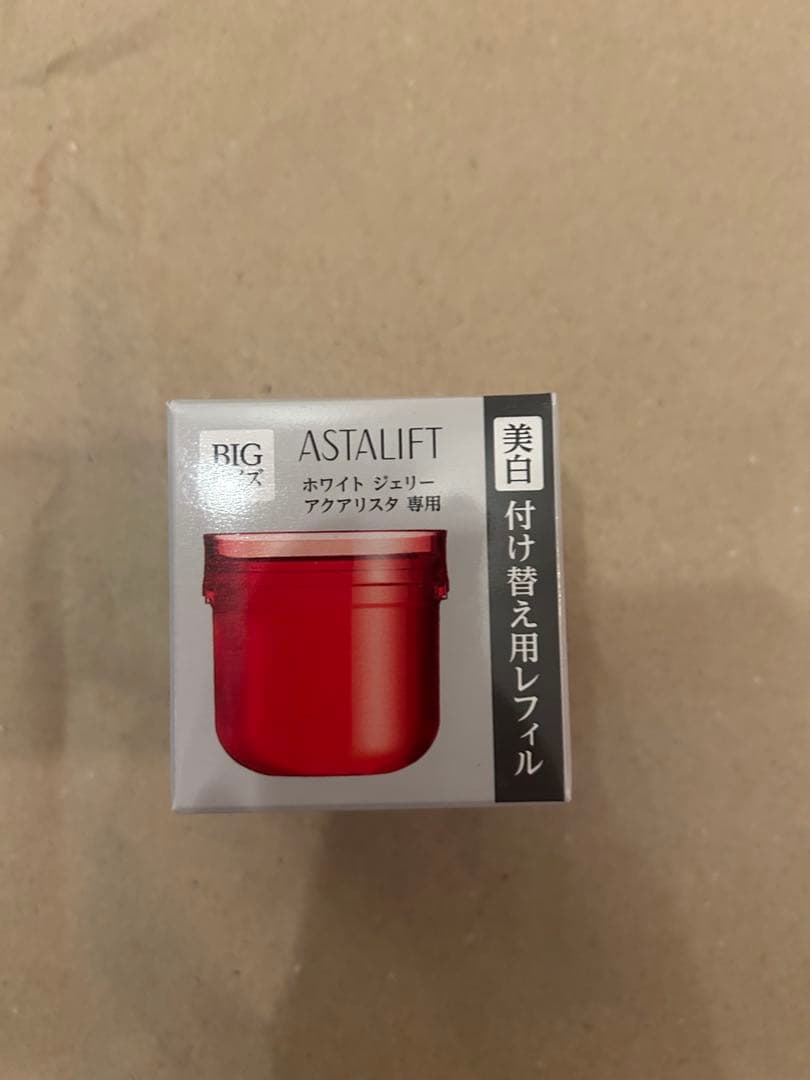 BIG
ズ
ASTALIFT
ホワイト ジェリー
アクアリスタ 専用
美白
付け替え用レフィル